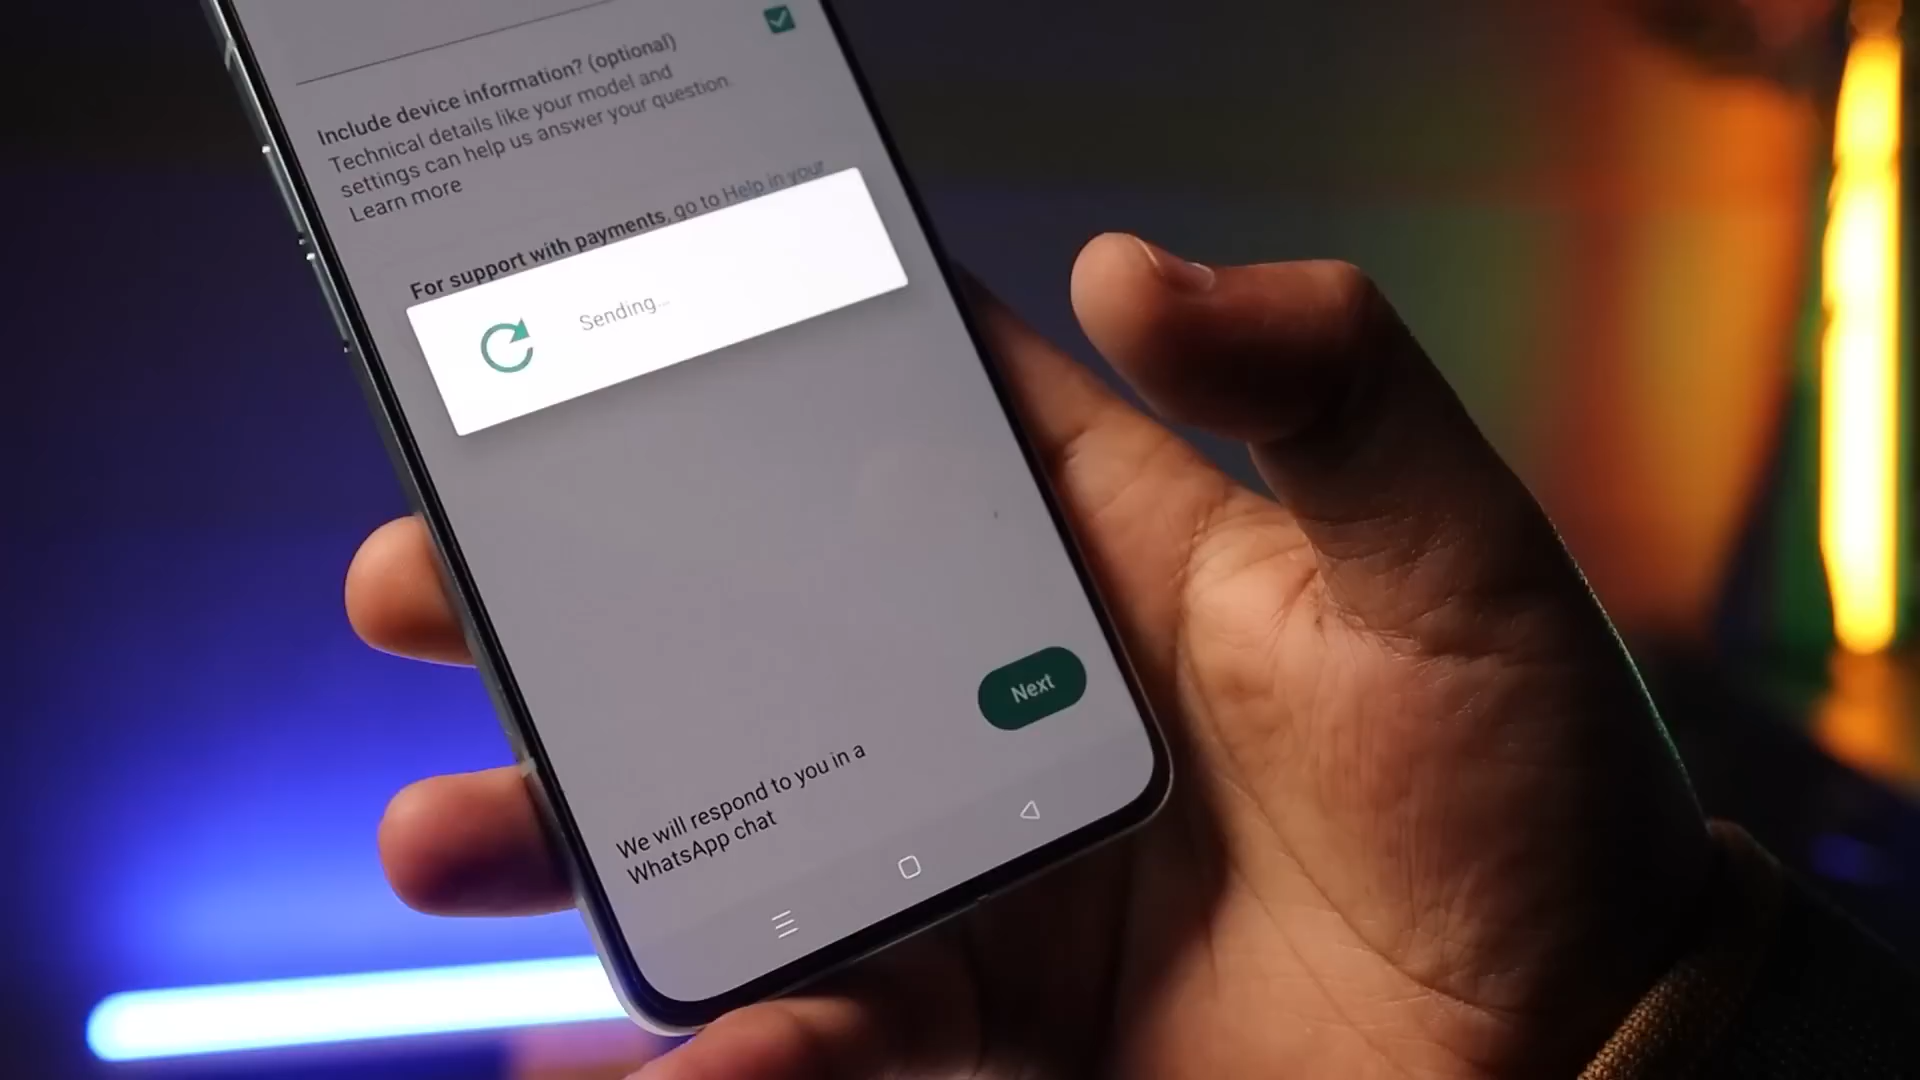 Include device information? (optional)
Technical details like your model and
settings can help us answer your question.
Learn more
For support with payments, go to Help in your
Sending...
Next
We will respond to you in a
WhatsApp chat